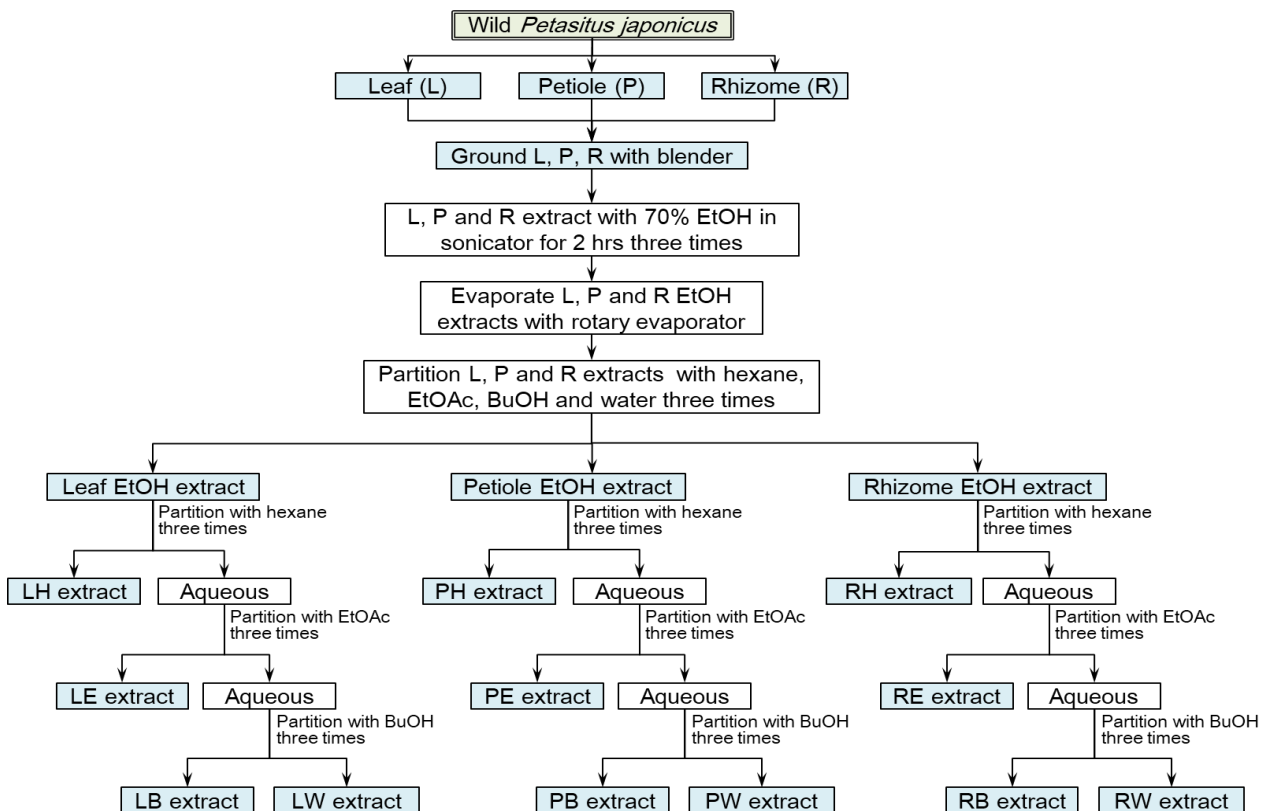 Wild Petasitus japonicus
Leaf (L)
Petiole (P)
Rhizome (R)
Ground L, P, R with blender
L, P and R extract with 70% EtOH in
sonicator for 2 hrs three times
Evaporate L, P and R EtOH
extracts with rotary evaporator
Partition L, P and R extracts with hexane,
EtOAc, BuOH and water three times
Leaf EtOH extract
Petiole EtOH extract
Rhizome EtOH extract
Partition with hexane
three times
Partition with hexane
three times
Partition with hexane
three times
LH extract
Aqueous
PH extract
Aqueous
RH extract
Aqueous
Partition with EtOAc
three times
Partition with EtOAc
three times
Partition with EtOAc
three times
LE extract
Aqueous
PE extract
Aqueous
RE extract
Aqueous
Partition with BuOH
three times
Partition with BuOH
three times
Partition with BuOH
three times
LB extract
LW extract
PB extract
PW extract
RB extract
RW extract